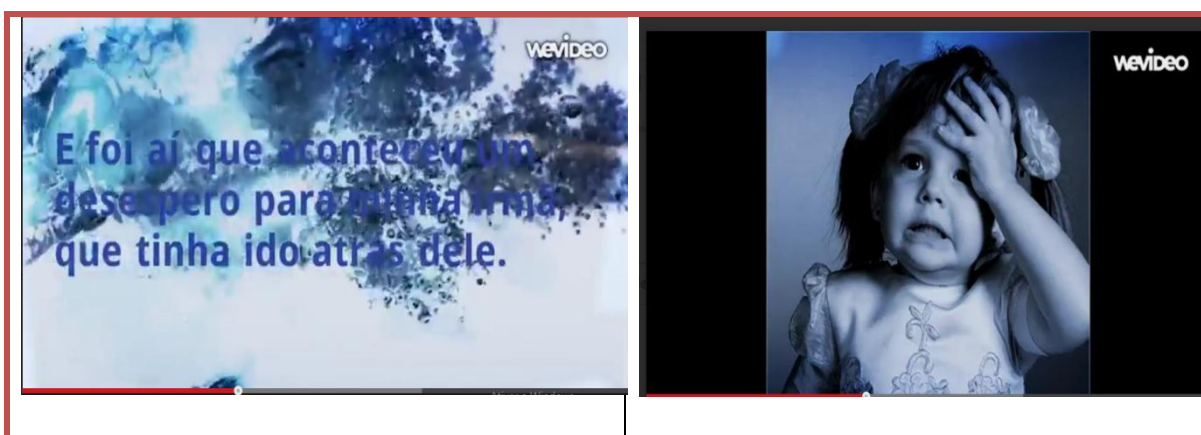 wevideo
E foi aí que aconteceu um
desespero para minha irmã,
que tinha ido atrás dele.
wevideo